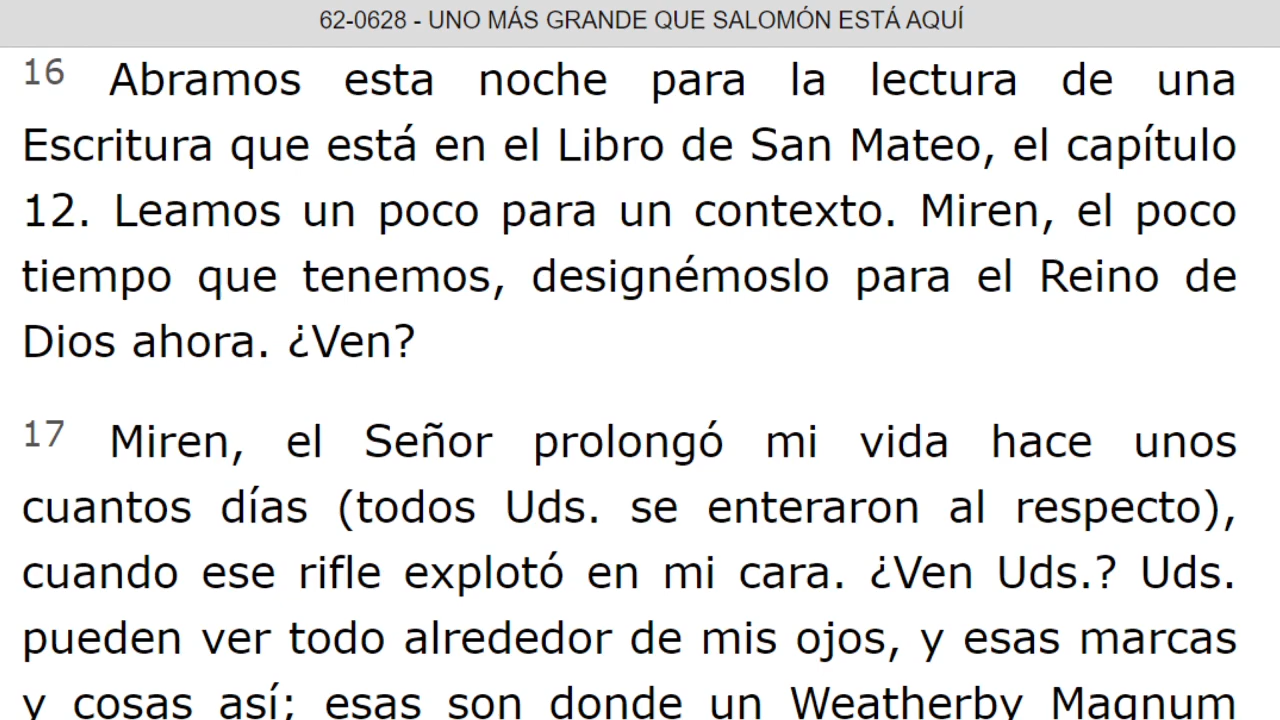 62-0628 - UNO MÁS GRANDE QUE SALOMÓN ESTÁ AQUÍ
16 Abramos esta noche para la lectura de una
Escritura que está en el Libro de San Mateo, el capítulo
12. Leamos un poco para un contexto. Miren, el poco
tiempo que tenemos, designémoslo para el Reino de
Dios ahora. ¿Ven?
17 Miren, el Señor prolongó mi vida hace unos
cuantos días (todos Uds. se enteraron al respecto),
cuando ese rifle explotó en mi cara. ¿Ven Uds.? Uds.
pueden ver todo alrededor de mis ojos, y esas marcas
y cosas así; esas son donde un Weatherby Magnum